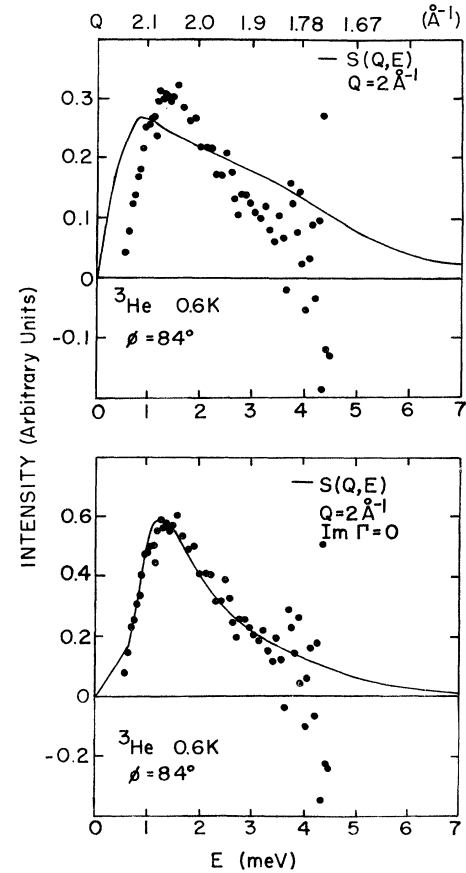 Q 2.1 2.0 1.9 1.78 1.67 (Å⁻¹)
— S(Q,E)
Q = 2 Å⁻¹
0.3
0.2
0.1
0
-0.1
³He 0.6K
ø = 84°
0 1 2 3 4 5 6 7
INTENSITY (Arbitrary Units)
— S(Q,E)
Q = 2 Å⁻¹
Im Γ = 0
0.6
0.4
0.2
0
-0.2
³He 0.6K
ø = 84°
0 1 2 3 4 5 6 7
E (meV)